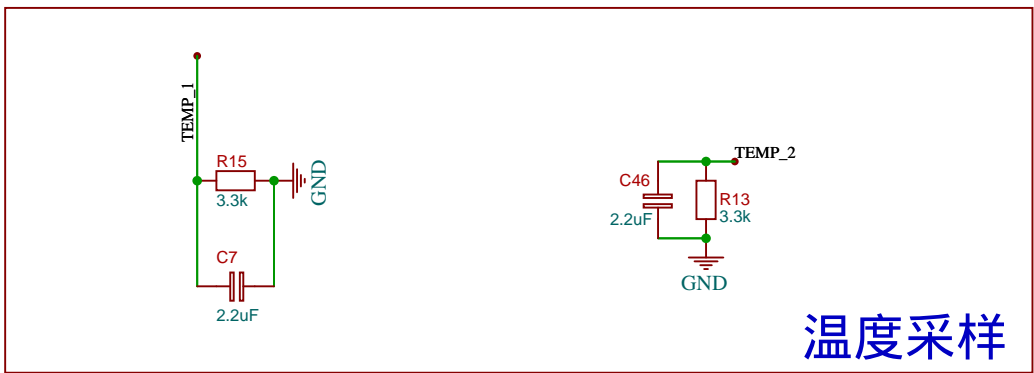 TEMP_1
R15
3.3k
GND
C7
2.2uF
TEMP_2
C46
2.2uF
R13
3.3k
GND
温度采样